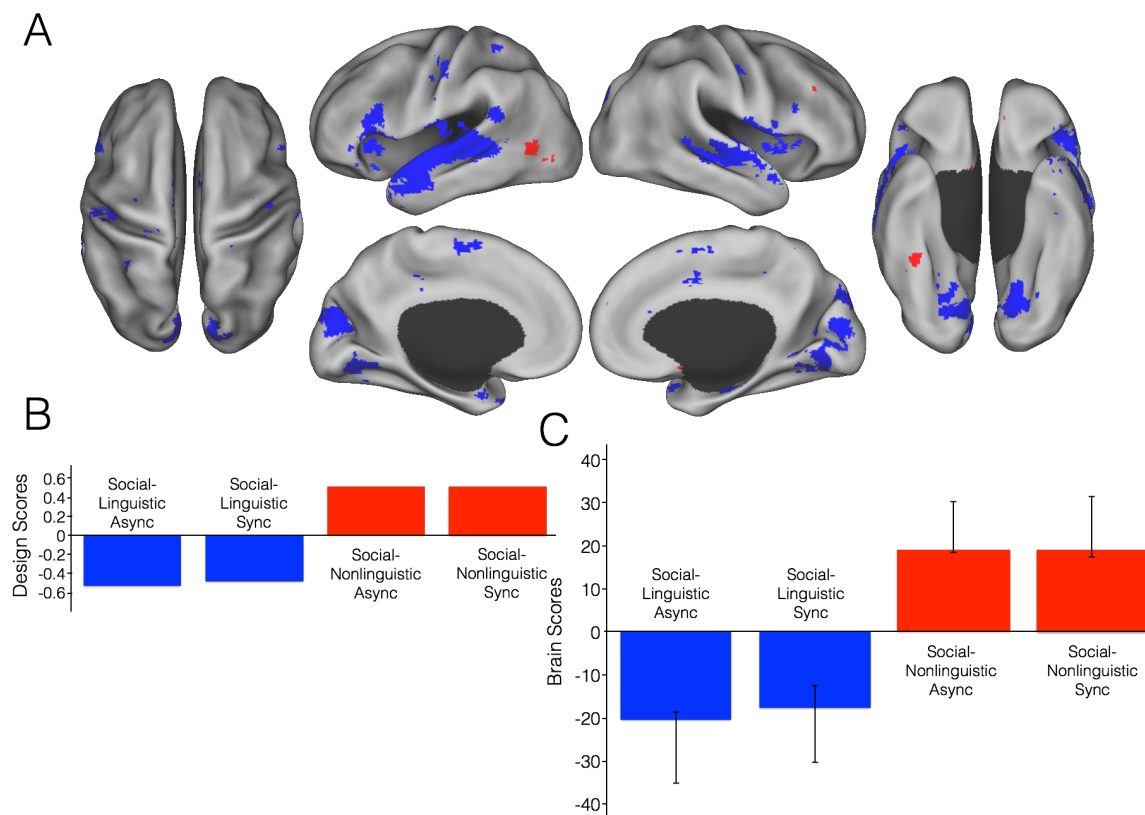 A
B
Design Scores
0.6
0.4
0.2
0
-0.2
-0.4
-0.6
Social-
Linguistic
Async
Social-
Linguistic
Sync
Social-
Nonlinguistic
Async
Social-
Nonlinguistic
Sync
C
Brain Scores
40
30
20
10
0
-10
-20
-30
-40
Social-
Linguistic
Async
Social-
Linguistic
Sync
Social-
Nonlinguistic
Async
Social-
Nonlinguistic
Sync